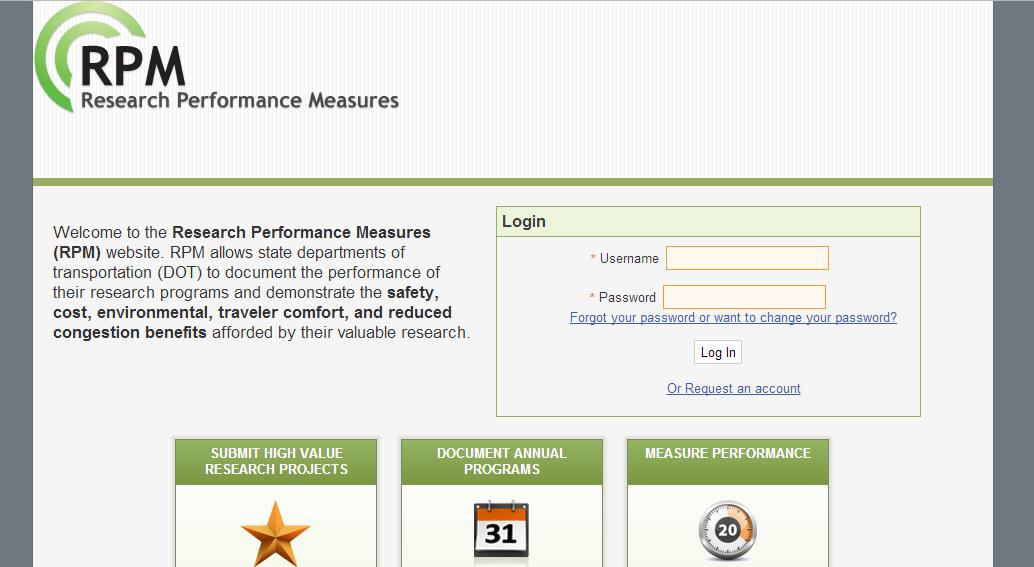 RPM
Research Performance Measures
Welcome to the Research Performance Measures
(RPM) website. RPM allows state departments of
transportation (DOT) to document the performance of
their research programs and demonstrate the safety,
cost, environmental, traveler comfort, and reduced
congestion benefits afforded by their valuable research.
Login
* Username
* Password
Forgot your password or want to change your password?
Log In
Or Request an account
SUBMIT HIGH VALUE
RESEARCH PROJECTS
DOCUMENT ANNUAL
PROGRAMS
31
MEASURE PERFORMANCE
20